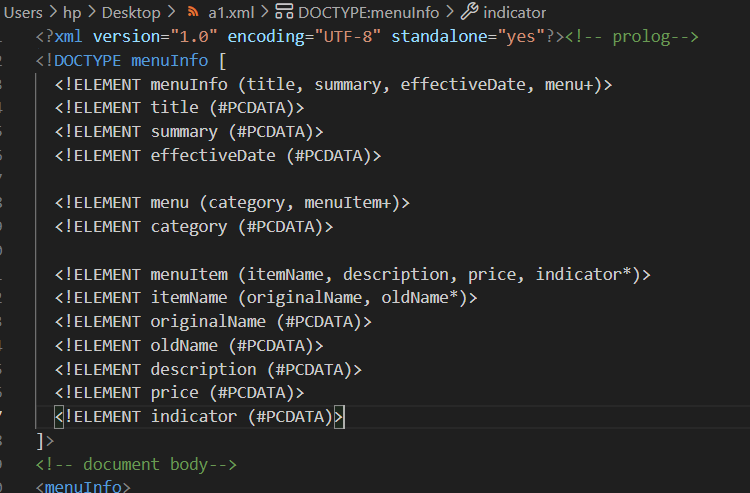 Users > hp > Desktop > a1.xml > DOCTYPE:menuInfo > indicator
<?xml version="1.0" encoding="UTF-8" standalone="yes"?><!-- prolog-->
<!DOCTYPE menuInfo [
<!ELEMENT menuInfo (title, summary, effectiveDate, menu+)>
<!ELEMENT title (#PCDATA)>
<!ELEMENT summary (#PCDATA)>
<!ELEMENT effectiveDate (#PCDATA)>
<!ELEMENT menu (category, menuItem+)>
<!ELEMENT category (#PCDATA)>
<!ELEMENT menuItem (itemName, description, price, indicator*)>
<!ELEMENT itemName (originalName, oldName*)>
<!ELEMENT originalName (#PCDATA)>
<!ELEMENT oldName (#PCDATA)>
<!ELEMENT description (#PCDATA)>
<!ELEMENT price (#PCDATA)>
<!ELEMENT indicator (#PCDATA)>
]>
<!-- document body-->
<menuInfo>